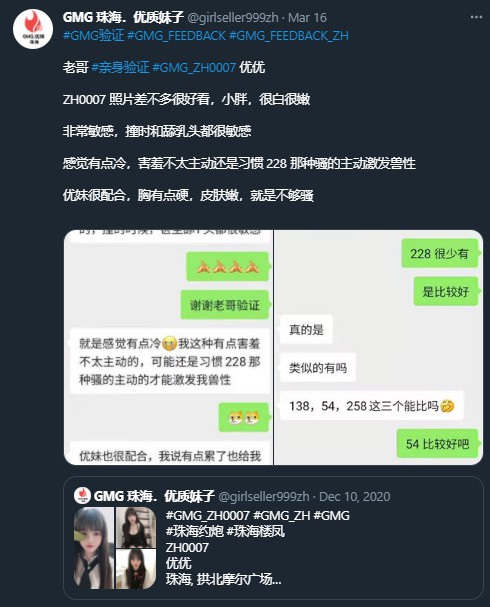 GMG 珠海．优质妹子 @girlseller999zh · Mar 16
#GMG验证 #GMG_FEEDBACK #GMG_FEEDBACK_ZH
老哥 #亲身验证 #GMG_ZH0007 优优
ZH0007 照片差不多很好看，小胖，很白很嫩
非常敏感，撞时和舔乳头都很敏感
感觉有点冷，害羞不太主动还是习惯 228 那种骚的主动激发兽性
优妹很配合，胸有点硬，皮肤嫩，就是不够骚
谢谢老哥验证
就是感觉有点冷😂我这种有点害羞
不太主动的，可能还是习惯 228 那
种骚的主动的才能激发我兽性
优妹也很配合，我说有点累了也给我
228 很少有
是比较好
真的是
类似的有吗
138，54，258 这三个能比吗🤣
54 比较好吧
GMG 珠海．优质妹子 @girlseller999zh · Dec 10, 2020
#GMG_ZH0007 #GMG_ZH #GMG
#珠海约炮 #珠海楼凤
ZH0007
优优
珠海, 拱北摩尔广场...
GMG.优质
珠海